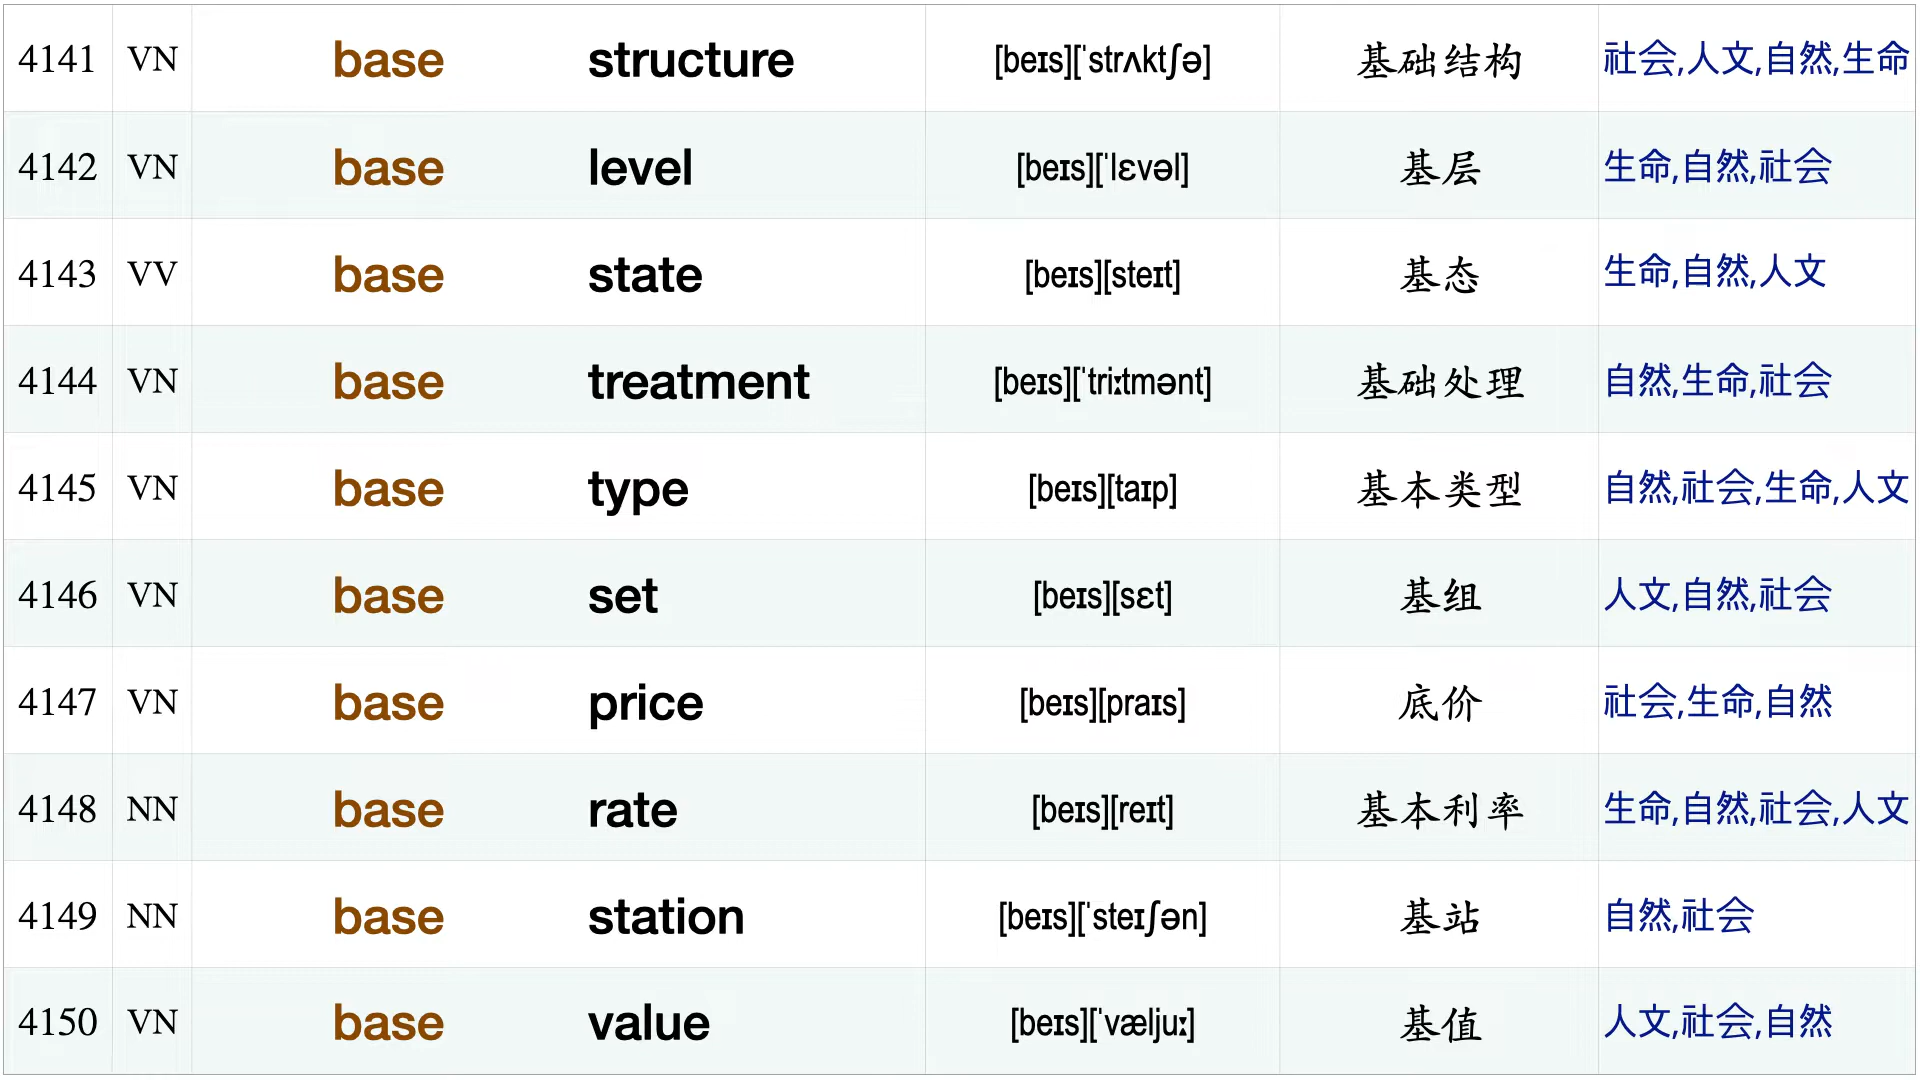 4141 VN base structure [beɪs][ˈstrʌktʃə] 基础结构 社会,人文,自然,生命
4142 VN base level [beɪs][ˈlɛvəl] 基层 生命,自然,社会
4143 VV base state [beɪs][steɪt] 基态 生命,自然,人文
4144 VN base treatment [beɪs][ˈtriːtmənt] 基础处理 自然,生命,社会
4145 VN base type [beɪs][taɪp] 基本类型 自然,社会,生命,人文
4146 VN base set [beɪs][sɛt] 基组 人文,自然,社会
4147 VN base price [beɪs][praɪs] 底价 社会,生命,自然
4148 NN base rate [beɪs][reɪt] 基本利率 生命,自然,社会,人文
4149 NN base station [beɪs][ˈsteɪʃən] 基站 自然,社会
4150 VN base value [beɪs][ˈvæljuː] 基值 人文,社会,自然